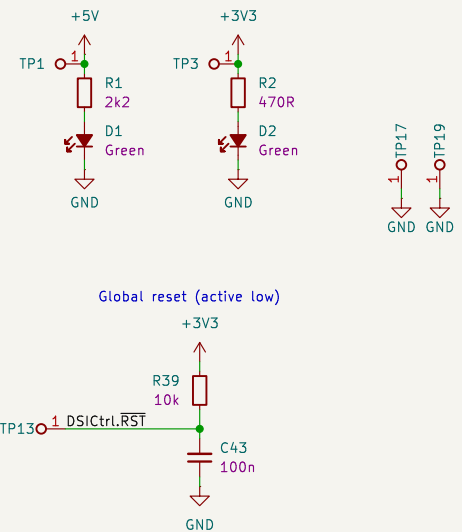 +5V
+3V3
TP1 1
TP3 1
R1
2k2
R2
470R
D1
Green
D2
Green
TP17
TP19
1
1
GND
GND
GND
GND
Global reset (active low)
+3V3
R39
10k
TP13 1 DSICtrl.R̅S̅T̅
C43
100n
GND